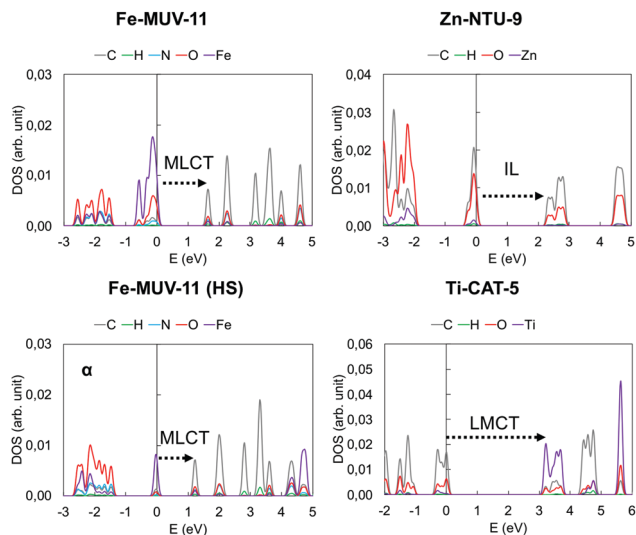 Fe-MUV-11
C H N O Fe
DOS (arb. unit)
0,03
0,02
0,01
0,00
MLCT
-3 -2 -1 0 1 2 3 4 5
E (eV)
Zn-NTU-9
C H O Zn
DOS (arb. unit)
0,04
0,03
0,02
0,01
0,00
IL
-3 -2 -1 0 1 2 3 4 5
E (eV)
Fe-MUV-11 (HS)
C H N O Fe
DOS (arb. unit)
0,03
0,02
0,01
0,00
α
MLCT
-3 -2 -1 0 1 2 3 4 5
E (eV)
Ti-CAT-5
C H O Ti
DOS (arb. unit)
0,06
0,05
0,04
0,03
0,02
0,01
0,00
LMCT
-2 -1 0 1 2 3 4 5 6
E (eV)